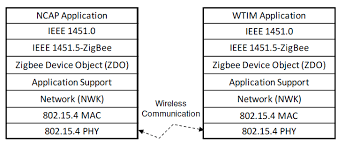 NCAP Application
IEEE 1451.0
IEEE 1451.5-ZigBee
Zigbee Device Object (ZDO)
Application Support
Network (NWK)
802.15.4 MAC
802.15.4 PHY
Wireless
Communication
WTIM Application
IEEE 1451.0
IEEE 1451.5-ZigBee
Zigbee Device Object (ZDO)
Application Support
Network (NWK)
802.15.4 MAC
802.15.4 PHY